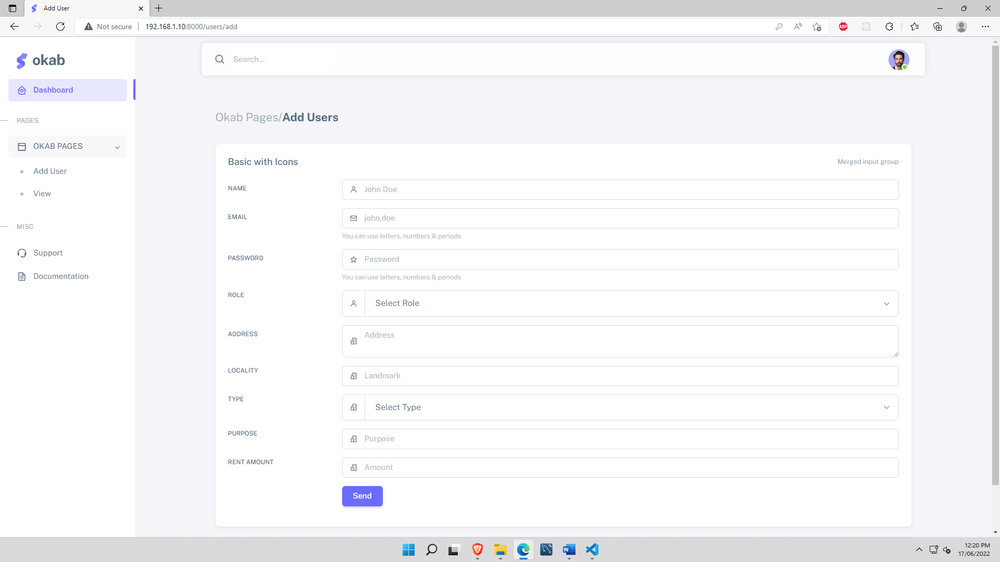 Add User
Not secure
192.168.1.10:8000/users/add
ABP
okab
Search...
Dashboard
PAGES
OKAB PAGES
Add User
View
MISC
Support
Documentation
Okab Pages/Add Users
Basic with Icons
Merged input group
NAME
John Doe
EMAIL
john.doe
You can use letters, numbers & periods
PASSWORD
Password
You can use letters, numbers & periods
ROLE
Select Role
ADDRESS
Address
LOCALITY
Landmark
TYPE
Select Type
PURPOSE
Purpose
RENT AMOUNT
Amount
Send
12:20 PM
17/06/2022